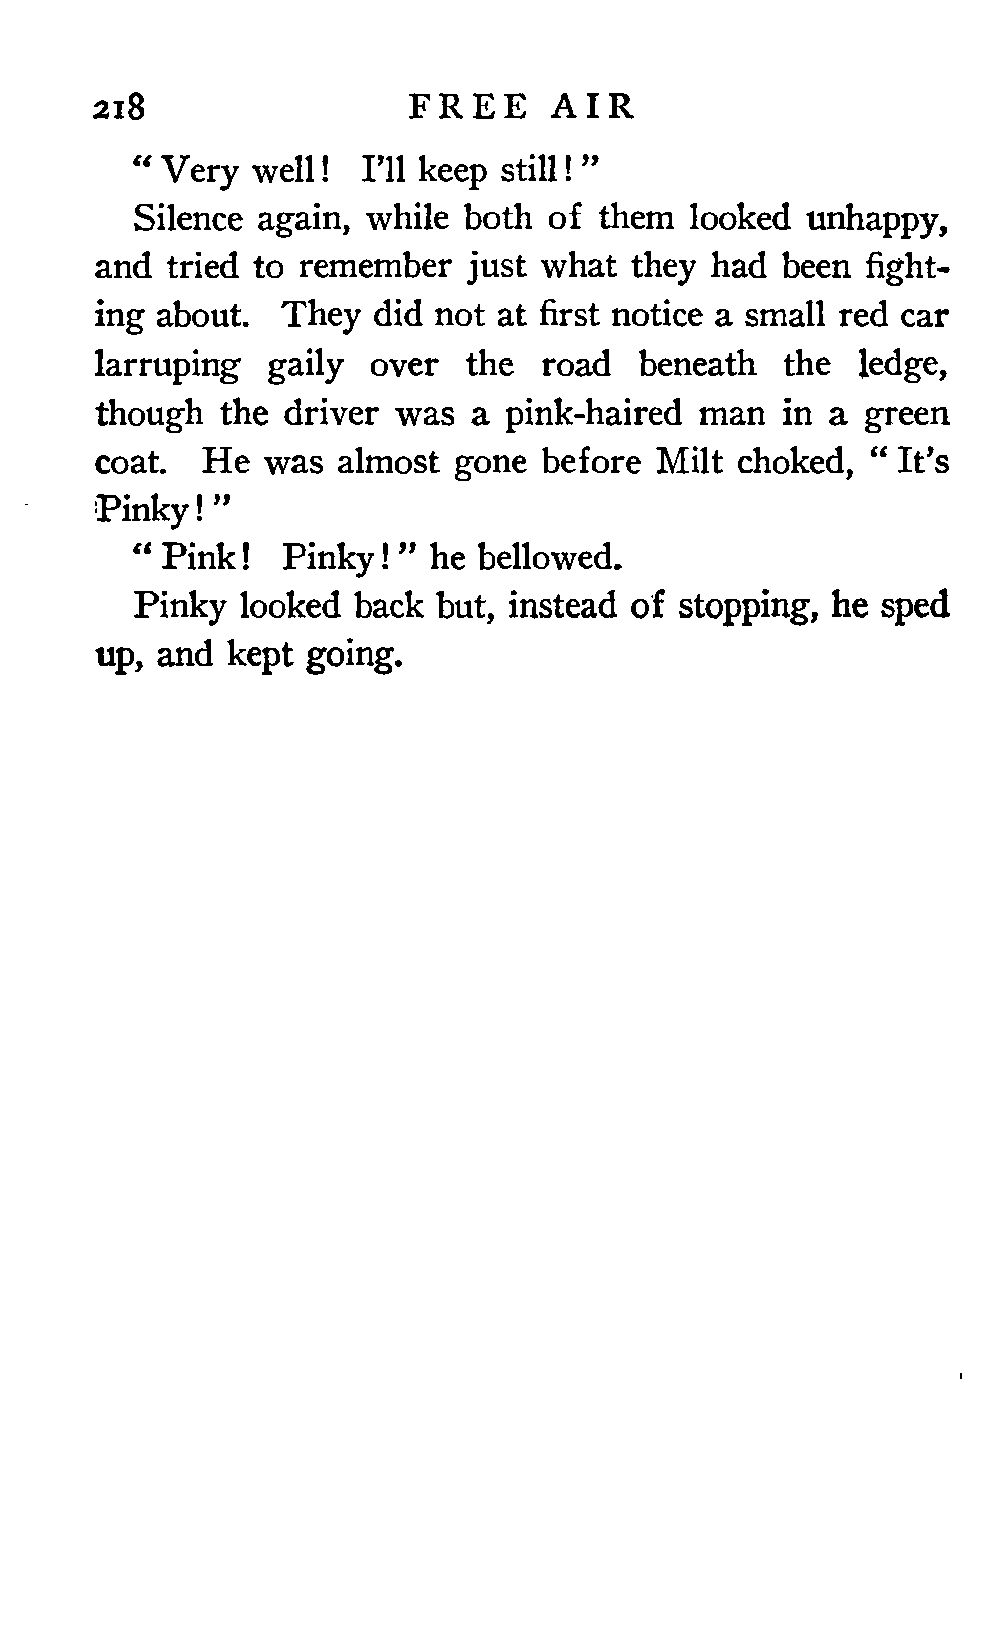 218 FREE AIR
" Very well! I'll keep still! "
Silence again, while both of them looked unhappy,
and tried to remember just what they had been fight-
ing about. They did not at first notice a small red car
larruping gaily over the road beneath the ledge,
though the driver was a pink-haired man in a green
coat. He was almost gone before Milt choked, " It's
Pinky! "
" Pink! Pinky! " he bellowed.
Pinky looked back but, instead of stopping, he sped
up, and kept going.